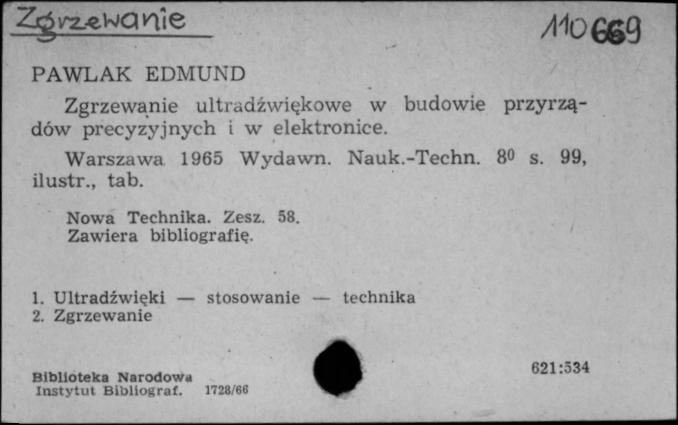 Zgrzewanie
110669
PAWLAK EDMUND
Zgrzewanie ultradźwiękowe w budowie przyrzą-
dów precyzyjnych i w elektronice.
Warszawa 1965 Wydawn. Nauk.-Techn. 8⁰ s. 99,
ilustr., tab.
Nowa Technika. Zesz. 58.
Zawiera bibliografię.
1. Ultradźwięki — stosowanie — technika
2. Zgrzewanie
621:534
Biblioteka Narodowa
Instytut Bibliograf. 1728/66